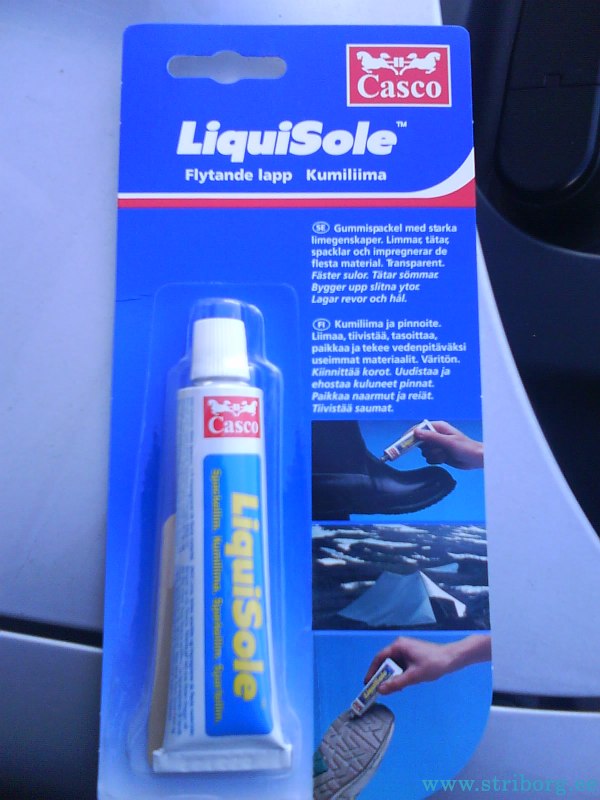 Casco
LiquiSole™
Flytande lapp Kumiliima
SE Gummispackel med starka
limegenskaper. Limmar, tätar,
spacklar och impregnerar de
flesta material. Transparent.
Fäster sulor. Tätar sömmar.
Bygger upp slitna ytor.
Lagar revor och hål.
FI Kumiliima ja pinnoite.
Liimaa, tiivistää, tasoittaa,
paikkaa ja tekee vedenpitäväksi
useimmat materiaalit. Väritön.
Kiinnittää korot. Uudistaa ja
ehostaa kuluneet pinnat.
Paikkaa naarmut ja reiät.
Tiivistää saumat.
Casco
LiquiSole
Kumiliima.
LiquiSole
www.striborg.ee